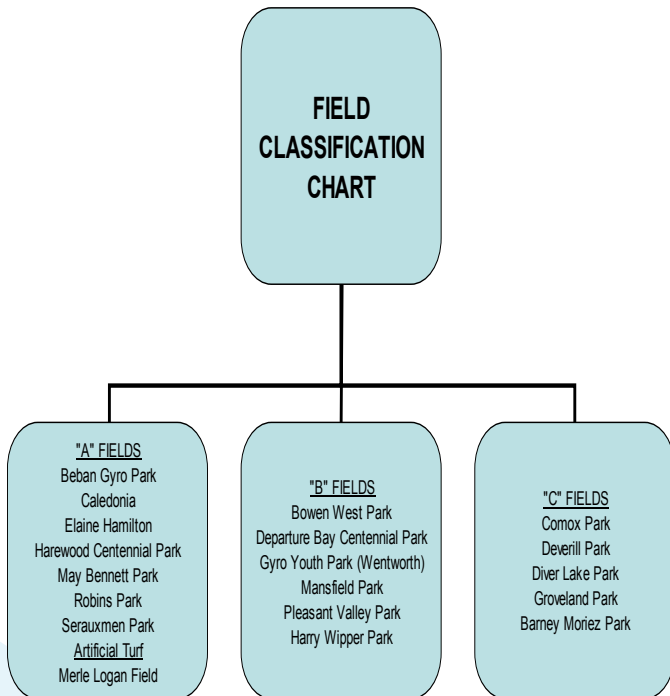 FIELD
CLASSIFICATION
CHART
"A" FIELDS
Beban Gyro Park
Caledonia
Elaine Hamilton
Harewood Centennial Park
May Bennett Park
Robins Park
Serauxmen Park
Artificial Turf
Merle Logan Field
"B" FIELDS
Bowen West Park
Departure Bay Centennial Park
Gyro Youth Park (Wentworth)
Mansfield Park
Pleasant Valley Park
Harry Wipper Park
"C" FIELDS
Comox Park
Deverill Park
Diver Lake Park
Groveland Park
Barney Moriez Park